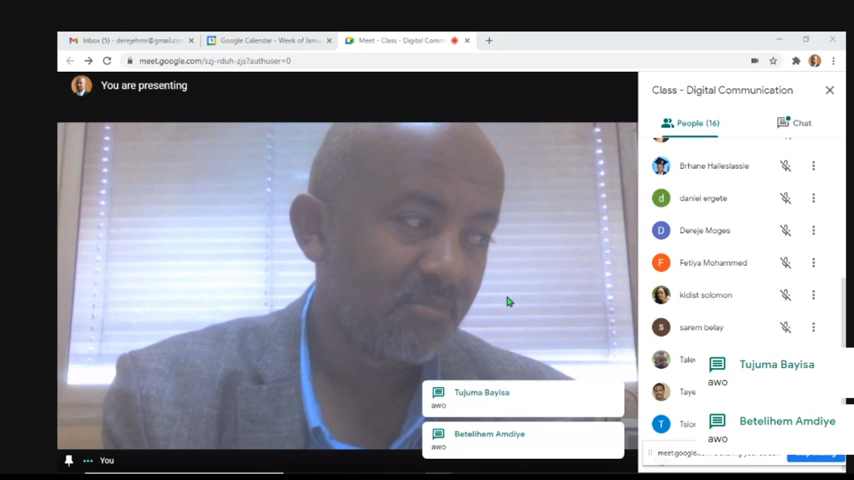 Inbox (5) - derejehmr@gmail.co
Google Calendar - Week of Janu
Meet - Class - Digital Comm
meet.google.com/szj-rduh-zjs?authuser=0
You are presenting
Class - Digital Communication
People (16)
Chat
Brhane Haileslassie
daniel ergete
Dereje Moges
Fetiya Mohammed
kidist solomon
sarem belay
Tujuma Bayisa
awo
Betelihem Amdiye
awo
Tujuma Bayisa
awo
Betelihem Amdiye
awo
You